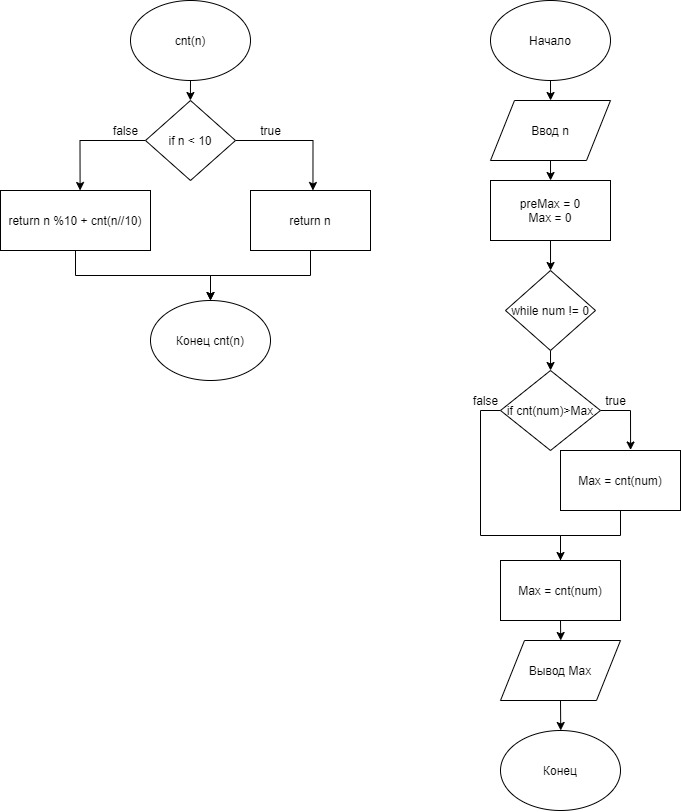 cnt(n)
if n < 10
false
true
return n %10 + cnt(n//10)
return n
Конец cnt(n)
Начало
Ввод n
preMax = 0
Max = 0
while num != 0
if cnt(num)>Max
false
true
Max = cnt(num)
Max = cnt(num)
Вывод Max
Конец